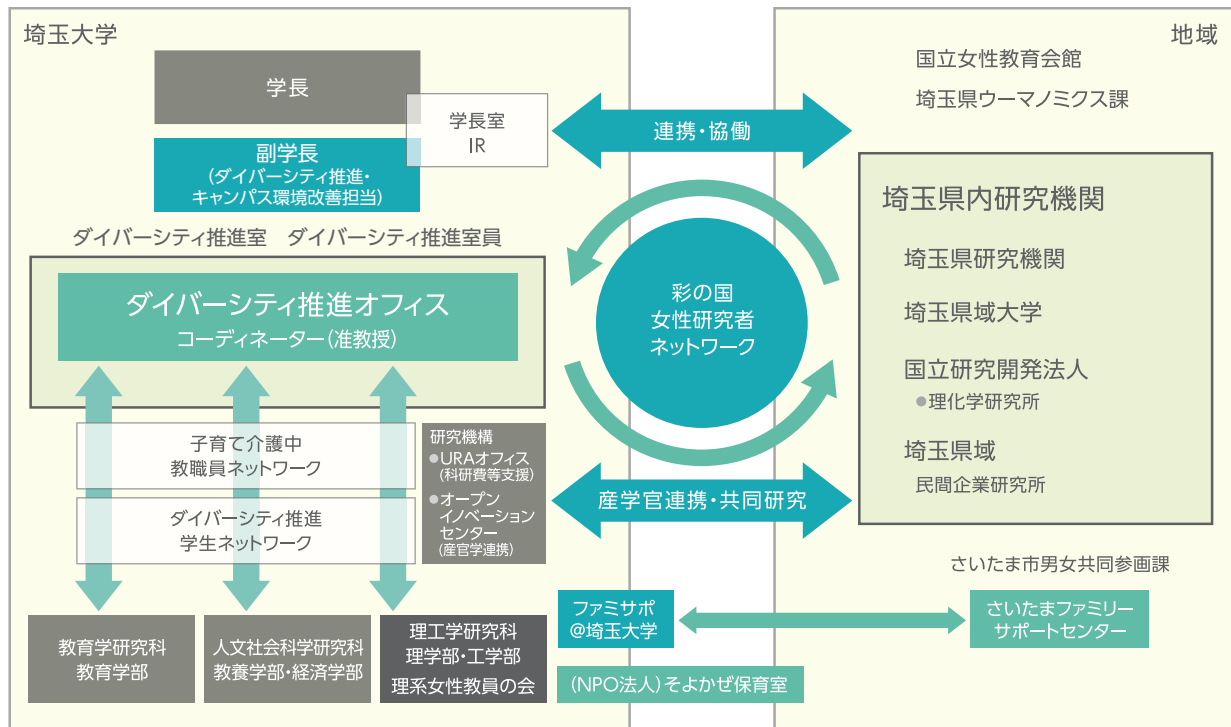 埼玉大学
学長
学長室
IR
副学長
(ダイバーシティ推進・
キャンパス環境改善担当)
ダイバーシティ推進室 ダイバーシティ推進室員
ダイバーシティ推進オフィス
コーディネーター(准教授)
子育て介護中
教職員ネットワーク
ダイバーシティ推進
学生ネットワーク
研究機構
●URAオフィス
(科研費等支援)
●オープン
イノベーション
センター
(産官学連携)
教育学研究科
教育学部
人文社会科学研究科
教養学部・経済学部
理工学研究科
理学部・工学部
理系女性教員の会
連携・協働
彩の国
女性研究者
ネットワーク
産学官連携・共同研究
ファミサポ
@埼玉大学
(NPO法人)そよかぜ保育室
地域
国立女性教育会館
埼玉県ウーマノミクス課
埼玉県内研究機関
埼玉県研究機関
埼玉県域大学
国立研究開発法人
●理化学研究所
埼玉県域
民間企業研究所
さいたま市男女共同参画課
さいたまファミリー
サポートセンター